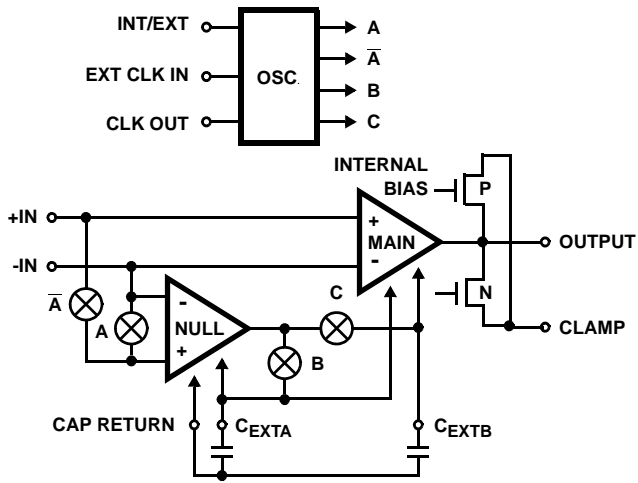 INT/EXT
A
A̅
EXT CLK IN
OSC.
B
CLK OUT
C
INTERNAL
BIAS
P
+IN
+
MAIN
-
OUTPUT
-IN
N
A̅
A
-
NULL
+
C
B
CLAMP
CAP RETURN
CEXTA
CEXTB